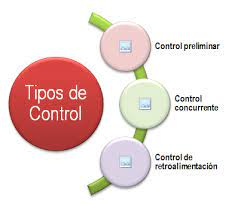 Tipos de
Control
Control preliminar
Control
concurrente
Control de
retroalimentación